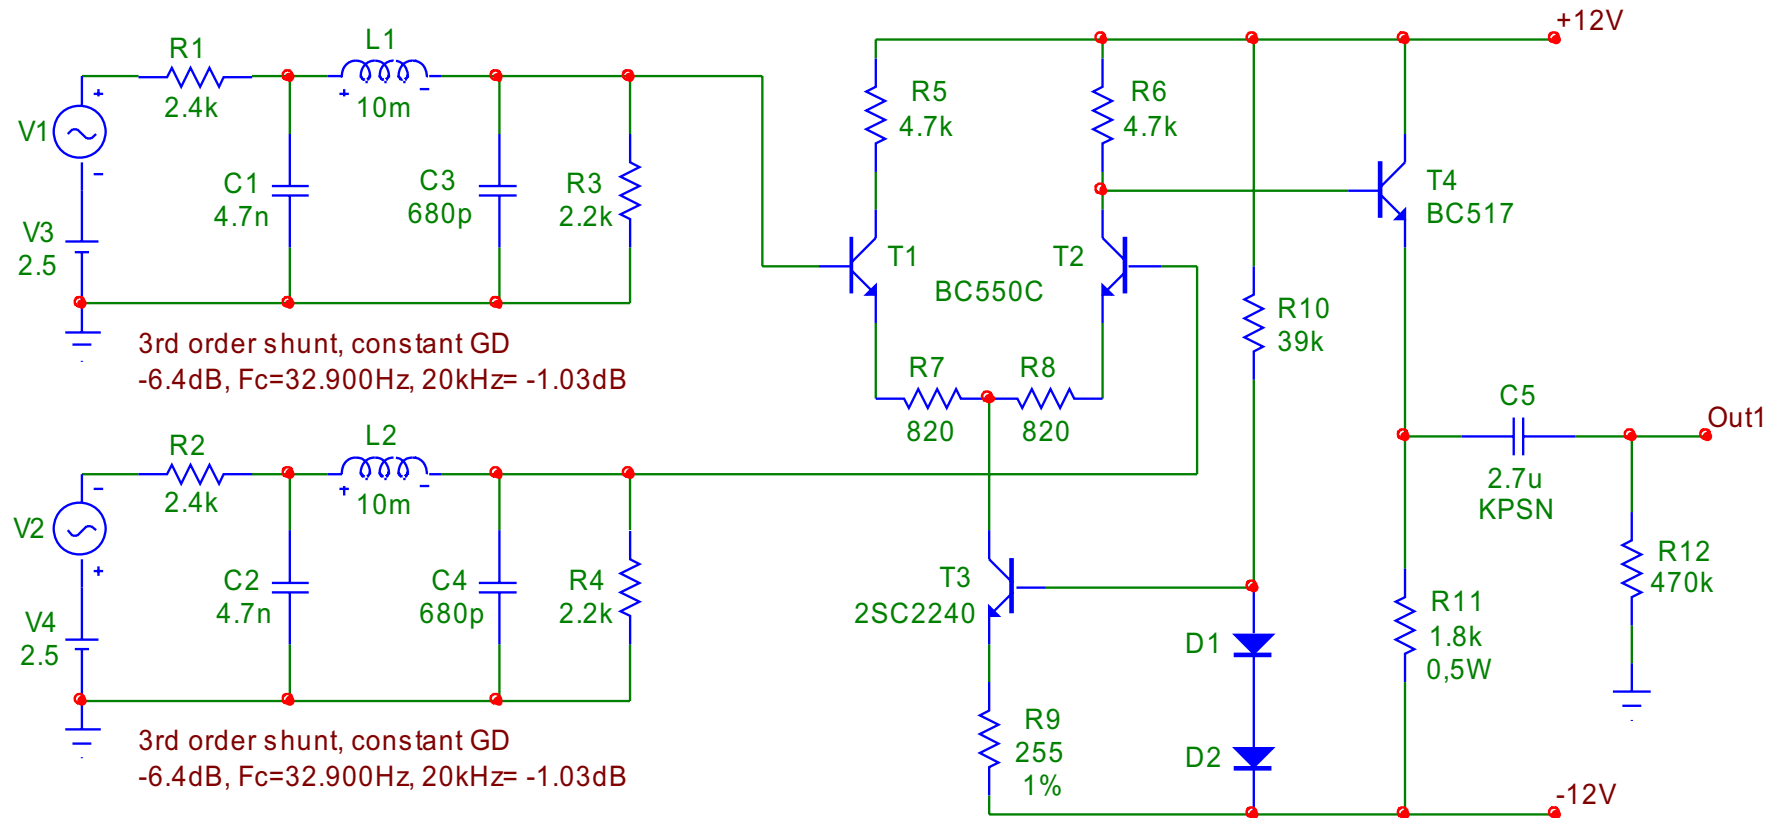 +12V
R1
2.4k
L1
10m
V1
+
-
+
-
C1
4.7n
C3
680p
R3
2.2k
V3
2.5
3rd order shunt, constant GD
-6.4dB, Fc=32.900Hz, 20kHz= -1.03dB
R5
4.7k
R6
4.7k
T1
T2
BC550C
T4
BC517
R10
39k
R7
820
R8
820
C5
2.7u
KPSN
Out1
R2
2.4k
L2
10m
V2
-
+
+
-
C2
4.7n
C4
680p
R4
2.2k
V4
2.5
3rd order shunt, constant GD
-6.4dB, Fc=32.900Hz, 20kHz= -1.03dB
T3
2SC2240
R9
255
1%
D1
D2
R11
1.8k
0,5W
R12
470k
-12V